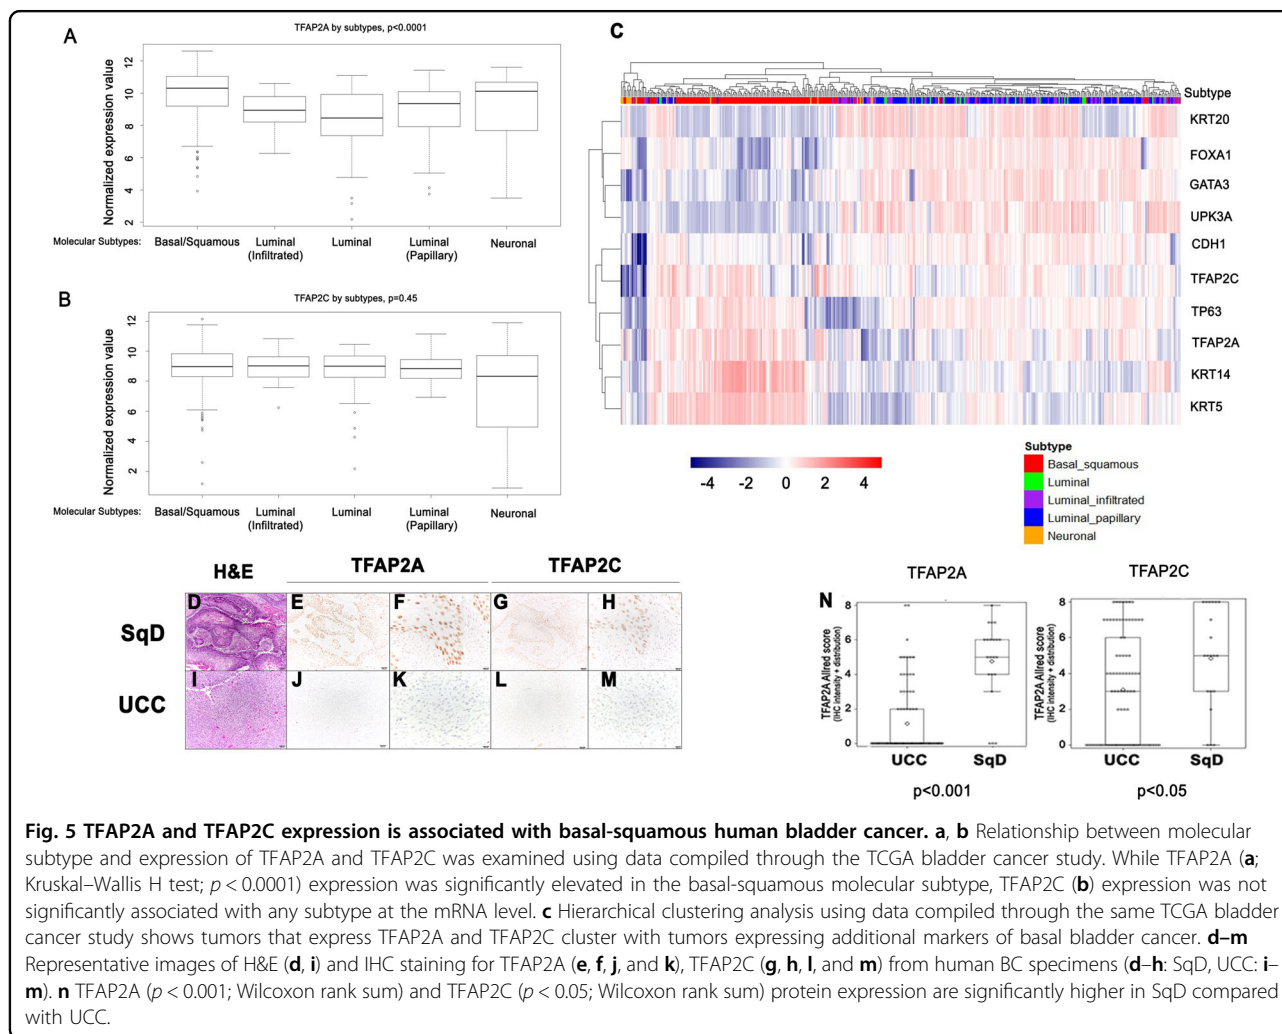 A
TFAP2A by subtypes, p<0.0001
Normalized expression value
12
10
8
6
4
2
Molecular Subtypes: Basal/Squamous Luminal (Infiltrated) Luminal Luminal (Papillary) Neuronal
B
TFAP2C by subtypes, p=0.45
Normalized expression value
12
10
8
6
4
2
Molecular Subtypes: Basal/Squamous Luminal (Infiltrated) Luminal Luminal (Papillary) Neuronal
C
Subtype
KRT20
FOXA1
GATA3
UPK3A
CDH1
TFAP2C
TP63
TFAP2A
KRT14
KRT5
-4 -2 0 2 4
Subtype
Basal_squamous
Luminal
Luminal_infiltrated
Luminal_papillary
Neuronal
H&E TFAP2A TFAP2C
SqD D E F G H
UCC I J K L M
N
TFAP2A
TFAP2A Allred score
(IHC intensity + distribution)
8
6
4
2
0
UCC SqD
p<0.001
TFAP2C
TFAP2A Allred score
(IHC intensity + distribution)
8
6
4
2
0
UCC SqD
p<0.05
Fig. 5 TFAP2A and TFAP2C expression is associated with basal-squamous human bladder cancer. a, b Relationship between molecular
subtype and expression of TFAP2A and TFAP2C was examined using data compiled through the TCGA bladder cancer study. While TFAP2A (a;
Kruskal–Wallis H test; p < 0.0001) expression was significantly elevated in the basal-squamous molecular subtype, TFAP2C (b) expression was not
significantly associated with any subtype at the mRNA level. c Hierarchical clustering analysis using data compiled through the same TCGA bladder
cancer study shows tumors that express TFAP2A and TFAP2C cluster with tumors expressing additional markers of basal bladder cancer. d–m
Representative images of H&E (d, i) and IHC staining for TFAP2A (e, f, j, and k), TFAP2C (g, h, l, and m) from human BC specimens (d–h: SqD, UCC: i–
m). n TFAP2A (p < 0.001; Wilcoxon rank sum) and TFAP2C (p < 0.05; Wilcoxon rank sum) protein expression are significantly higher in SqD compared
with UCC.